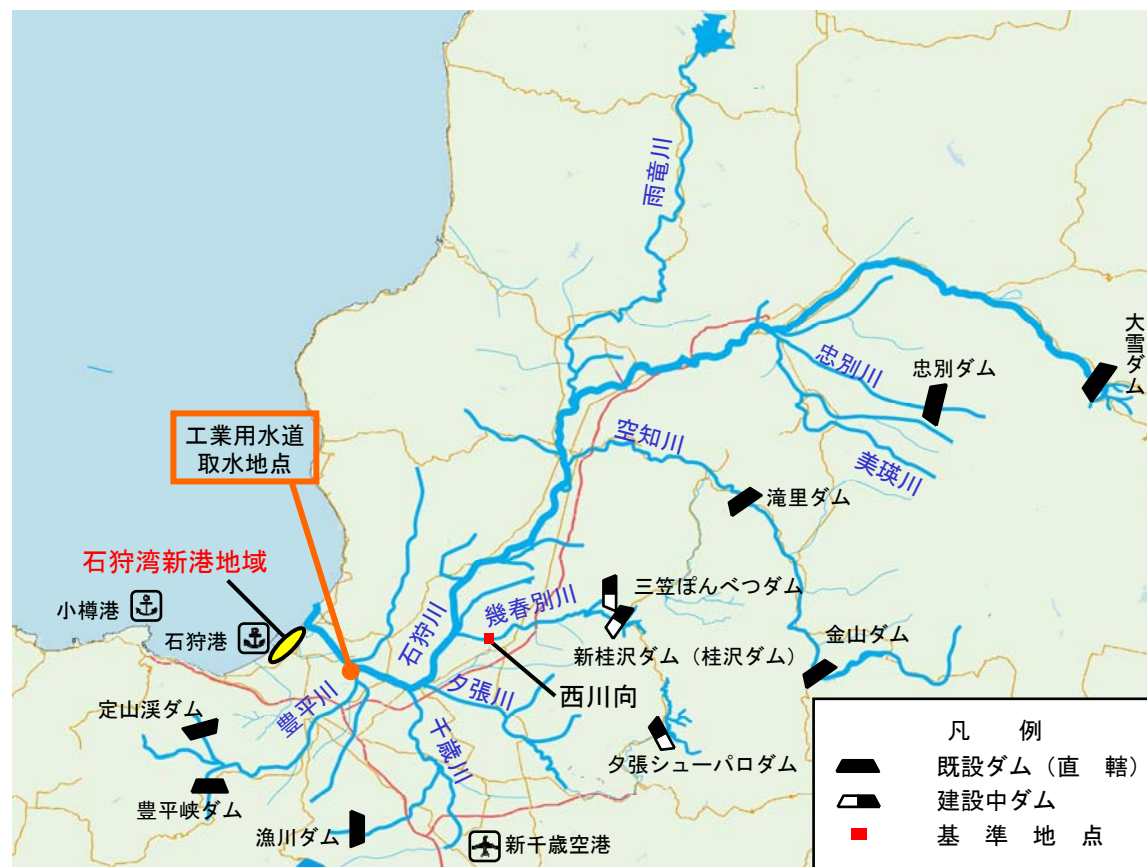 雨竜川
大雪ダム
忠別川
忠別ダム
工業用水道
取水地点
空知川
美瑛川
滝里ダム
石狩湾新港地域
三笠ぽんべつダム
小樽港
幾春別川
石狩川
石狩港
金山ダム
新桂沢ダム（桂沢ダム）
夕張川
西川向
定山渓ダム
豊平川
千歳川
夕張シューパロダム
豊平峡ダム
漁川ダム
新千歳空港
凡 例
既設ダム（直 轄）
建設中ダム
基 準 地 点